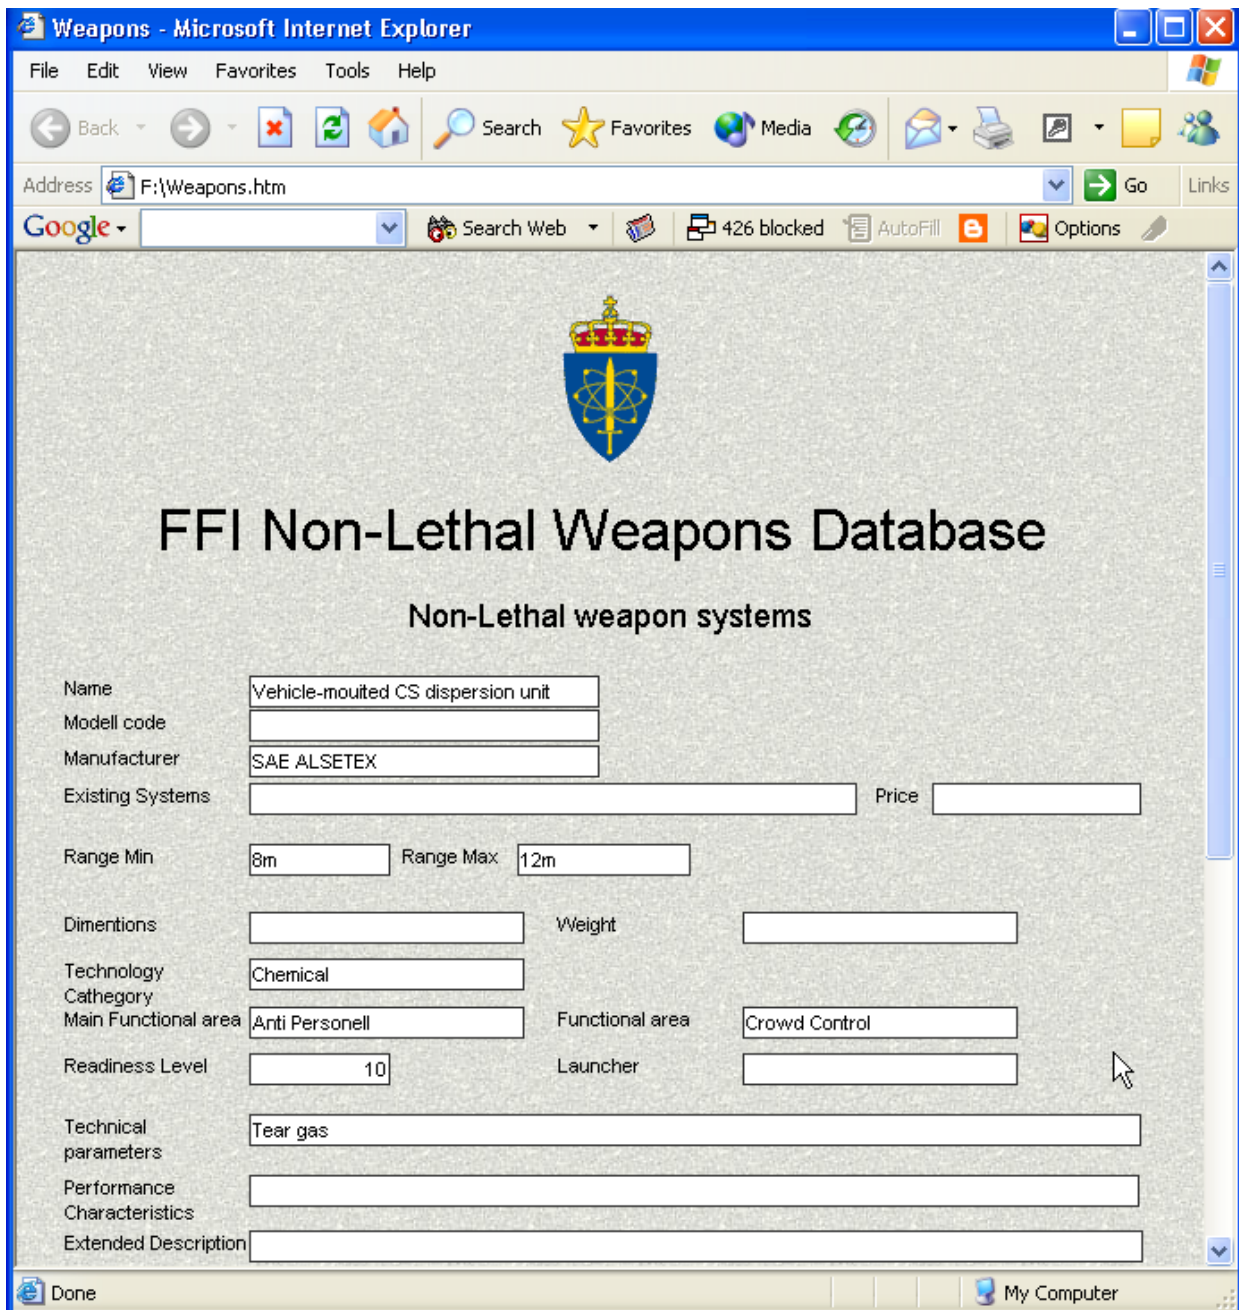 Weapons - Microsoft Internet Explorer
File Edit View Favorites Tools Help
Back Search Favorites Media
Address F:\Weapons.htm Go Links
Google Search Web 426 blocked AutoFill Options
FFI Non-Lethal Weapons Database
Non-Lethal weapon systems
Name Vehicle-mouited CS dispersion unit
Modell code
Manufacturer SAE ALSETEX
Existing Systems Price
Range Min 8m Range Max 12m
Dimentions Weight
Technology
Cathegory Chemical
Main Functional area Anti Personell Functional area Crowd Control
Readiness Level 10 Launcher
Technical
parameters Tear gas
Performance
Characteristics
Extended Description
Done My Computer